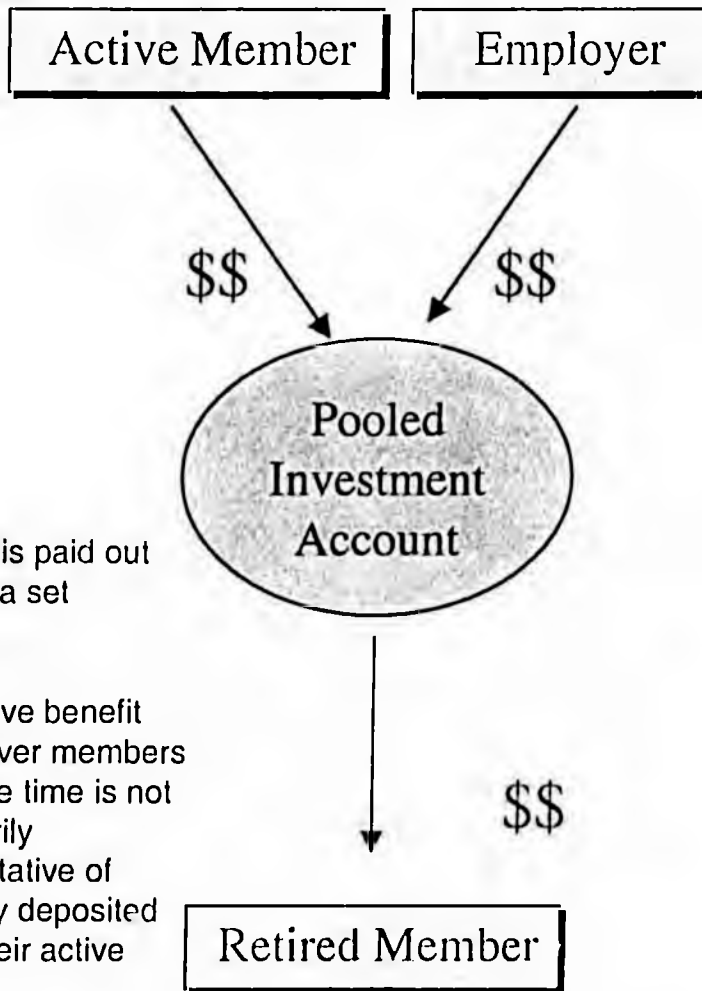 Active Member
Employer
$$
$$
Pooled
Investment
Account
is paid out
a set
ve benefit
ver members
e time is not
rily
tative of
y deposited
eir active
$$
Retired Member